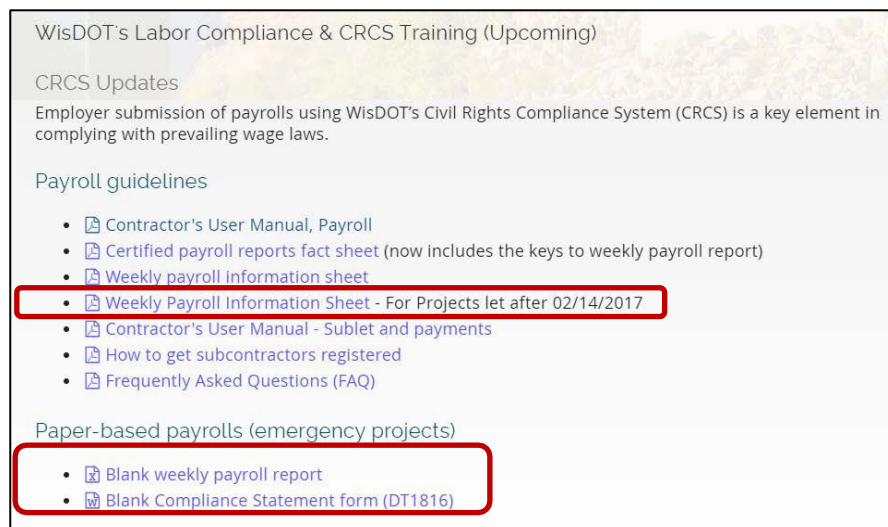 WisDOT's Labor Compliance & CRCS Training (Upcoming)
CRCS Updates
Employer submission of payrolls using WisDOT's Civil Rights Compliance System (CRCS) is a key element in
complying with prevailing wage laws.
Payroll guidelines
Contractor's User Manual, Payroll
Certified payroll reports fact sheet (now includes the keys to weekly payroll report)
Weekly payroll information sheet
Weekly Payroll Information Sheet - For Projects let after 02/14/2017
Contractor's User Manual - Sublet and payments
How to get subcontractors registered
Frequently Asked Questions (FAQ)
Paper-based payrolls (emergency projects)
Blank weekly payroll report
Blank Compliance Statement form (DT1816)